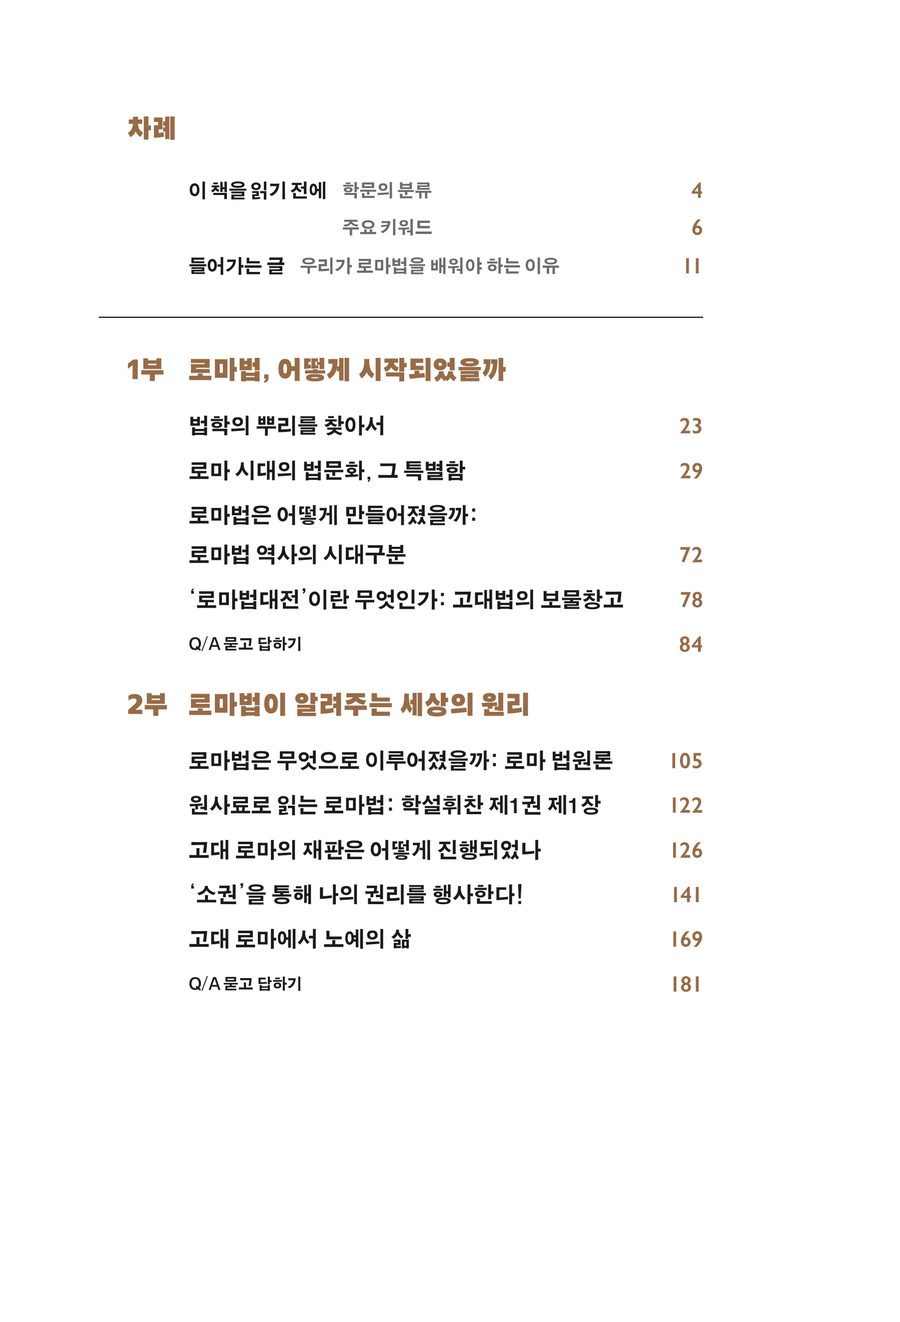 차례
이 책을 읽기 전에 학문의 분류 4
주요 키워드 6
들어가는 글 우리가 로마법을 배워야 하는 이유 11
1부 로마법, 어떻게 시작되었을까
법학의 뿌리를 찾아서 23
로마 시대의 법문화, 그 특별함 29
로마법은 어떻게 만들어졌을까:
로마법 역사의 시대구분 72
‘로마법대전’이란 무엇인가: 고대법의 보물창고 78
Q/A 묻고 답하기 84
2부 로마법이 알려주는 세상의 원리
로마법은 무엇으로 이루어졌을까: 로마 법원론 105
원사료로 읽는 로마법: 학설휘찬 제1권 제1장 122
고대 로마의 재판은 어떻게 진행되었나 126
‘소권’을 통해 나의 권리를 행사한다! 141
고대 로마에서 노예의 삶 169
Q/A 묻고 답하기 181